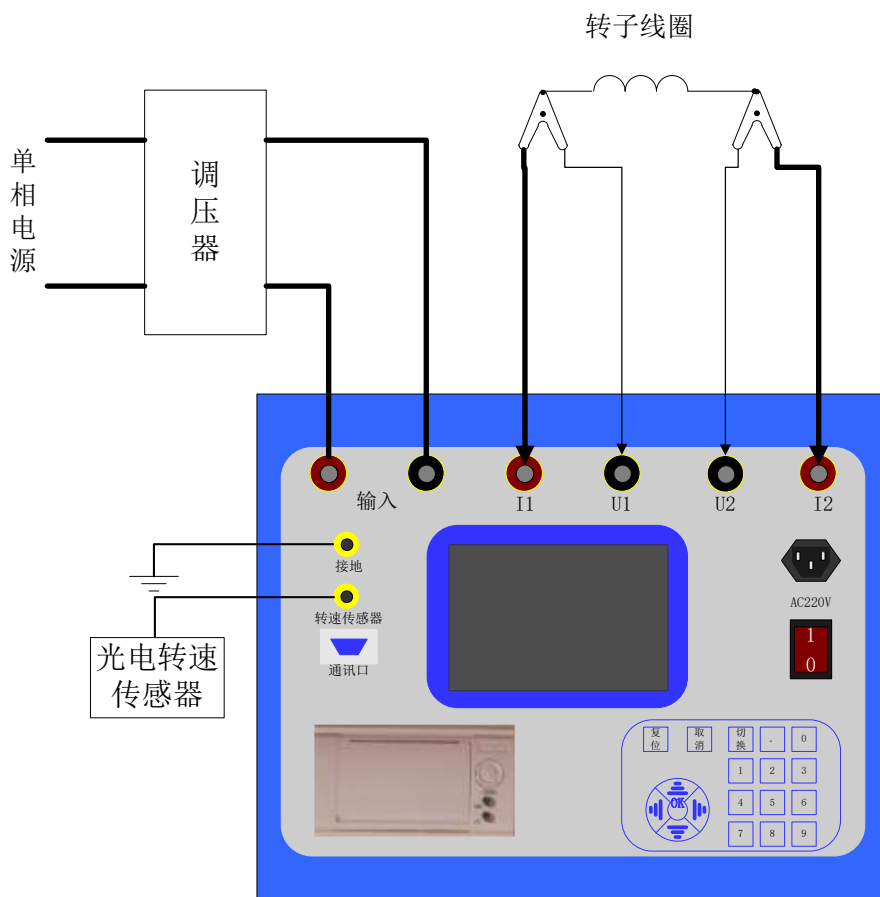 转子线圈
单相电源
调压器
输入
I1
U1
U2
I2
接地
转速传感器
通讯口
光电转速
传感器
AC220V
1
0
复位
取消
切换
.
0
1
2
3
4
5
6
7
8
9
OK